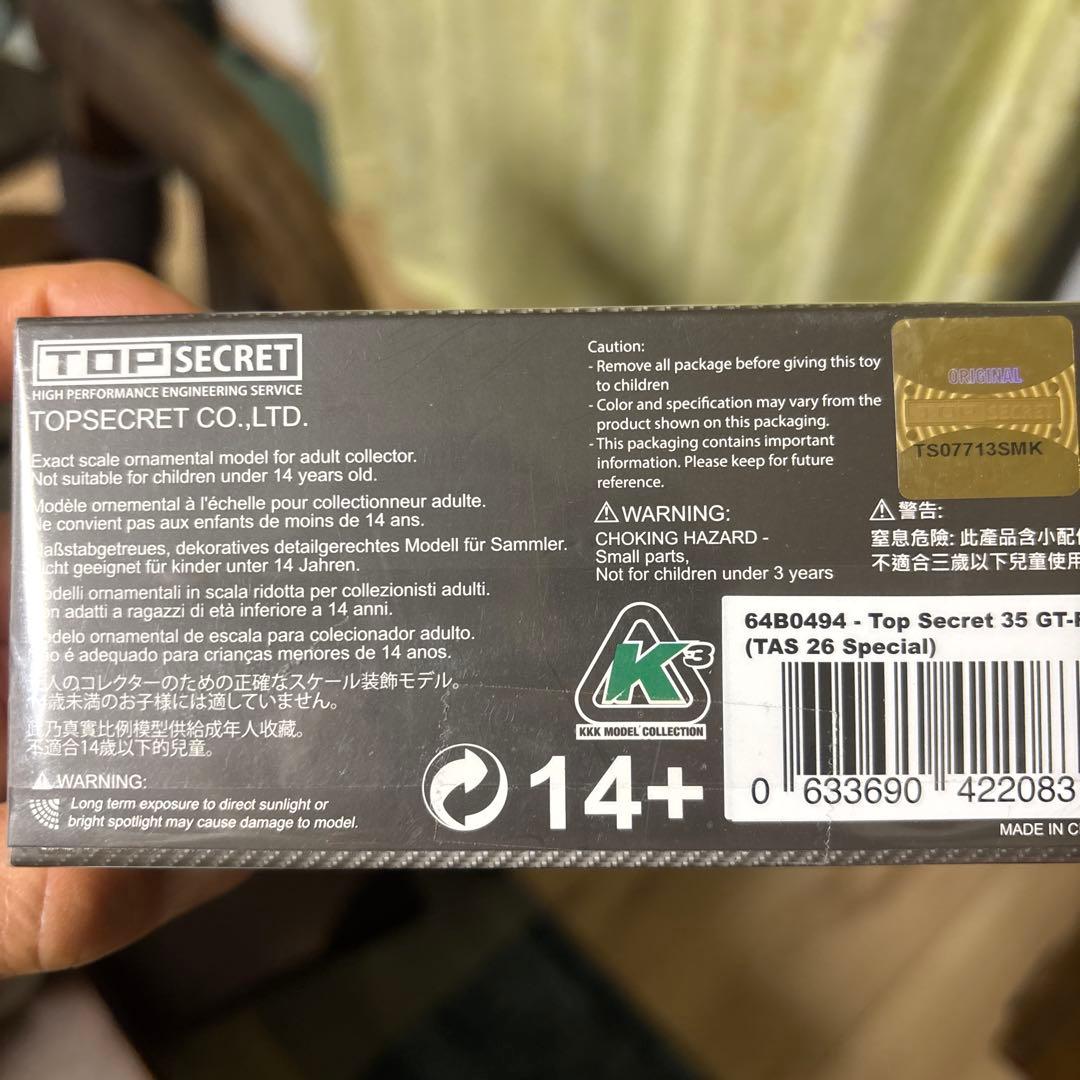 TOP SECRET
HIGH PERFORMANCE ENGINEERING SERVICE
TOPSECRET CO.,LTD.
Exact scale ornamental model for adult collector.
Not suitable for children under 14 years old.
Modèle ornemental à l'échelle pour collectionneur adulte.
Ne convient pas aux enfants de moins de 14 ans.
aßstabgetreues, dekoratives detailgerechtes Modell für Sammler.
cht geeignet für kinder unter 14 Jahren.
odelli ornamentali in scala ridotta per collezionisti adulti.
n adatti a ragazzi di età inferiore a 14 anni.
odelo ornamental de escala para colecionador adulto.
o é adequado para crianças menores de 14 anos.
人のコレクターのための正確なスケール装飾モデル。
歳未満のお子様には適していません。
此乃真實比例模型供給成年人收藏。
不適合14歲以下的兒童。
⚠ WARNING:
Long term exposure to direct sunlight or
bright spotlight may cause damage to model.
Caution:
- Remove all package before giving this toy
to children
- Color and specification may vary from the
product shown on this packaging.
- This packaging contains important
information. Please keep for future
reference.
⚠ WARNING:
CHOKING HAZARD -
Small parts,
Not for children under 3 years
K3
KKK MODEL COLLECTION
14+
ORIGINAL
TOP SECRET
TS07713SMK
⚠ 警告:
窒息危險: 此產品含小配
不適合三歲以下兒童使用
64B0494 - Top Secret 35 GT-
(TAS 26 Special)
0 633690 422083
MADE IN C